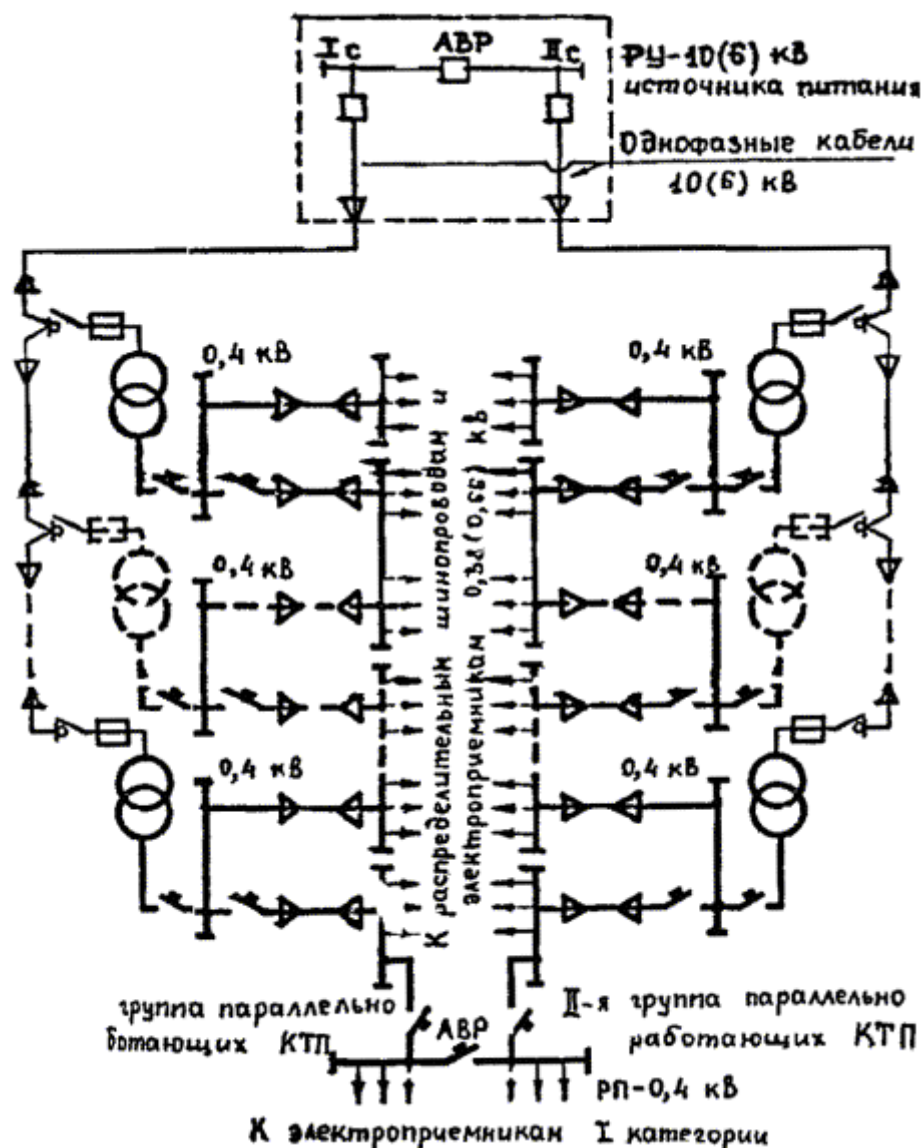 Iс АВР IIс
РУ-10(6) кв
источника питания
Однофазные кабели
10(6) кв
0,4 кв
0,4 кв
0,4 кв
0,4 кв
0,4 кв
0,4 кв
К распределительным шинопроводам и
электроприемникам 0,38(0,66) кв
группа параллельно
ботающих КТП
II-я группа параллельно
работающих КТП
АВР
РП-0,4 кв
К электроприемникам I категории